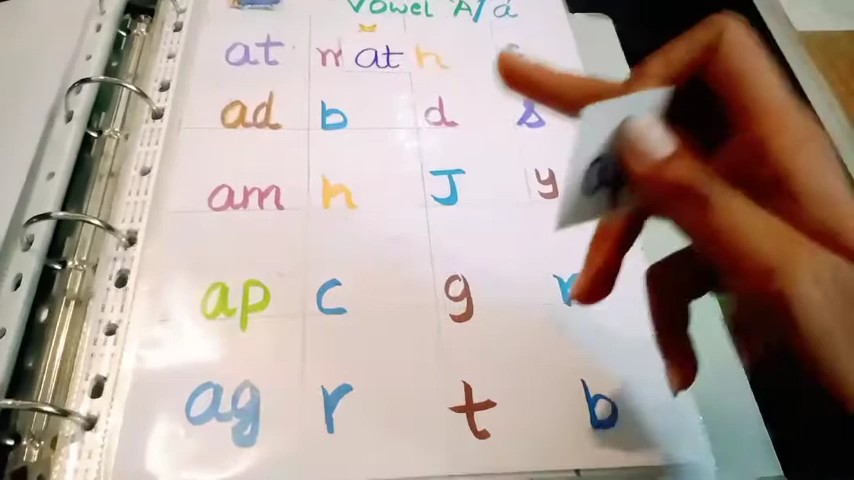 Vowel A/a
at m at h
ad b d s
am h J y
ap c g
ag r t b